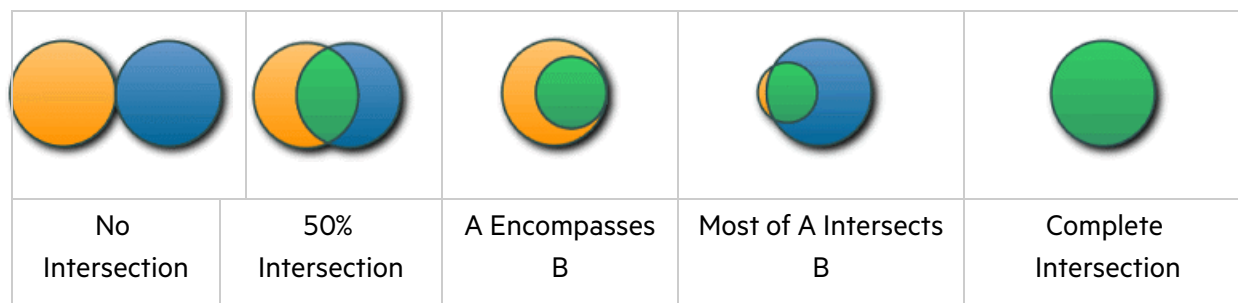 No
Intersection
50%
Intersection
A Encompasses
B
Most of A Intersects
B
Complete
Intersection